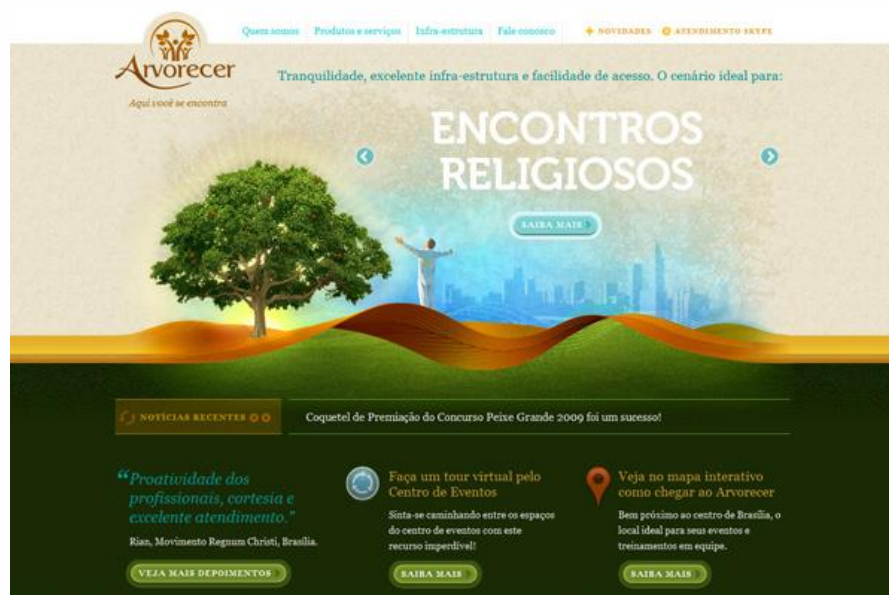 Quem somos Produtos e serviços Infra-estrutura Fale conosco NOVIDADES ATENDIMENTO SKYPE
Arvorecer
Aqui você se encontra
Tranquilidade, excelente infra-estrutura e facilidade de acesso. O cenário ideal para:
ENCONTROS
RELIGIOSOS
SAIBA MAIS
NOTÍCIAS RECENTES
Coquetel de Premiação do Concurso Peixe Grande 2009 foi um sucesso!
“Proatividade dos
profissionais, cortesia e
excelente atendimento.”
Rian, Movimento Regnum Christi, Brasília.
VEJA MAIS DEPOIMENTOS
Faça um tour virtual pelo
Centro de Eventos
Sinta-se caminhando entre os espaços
do centro de eventos com este
recurso imperdível!
SAIBA MAIS
Veja no mapa interativo
como chegar ao Arvorecer
Bem próximo ao centro de Brasília, o
local ideal para seus eventos e
treinamentos em equipe.
SAIBA MAIS